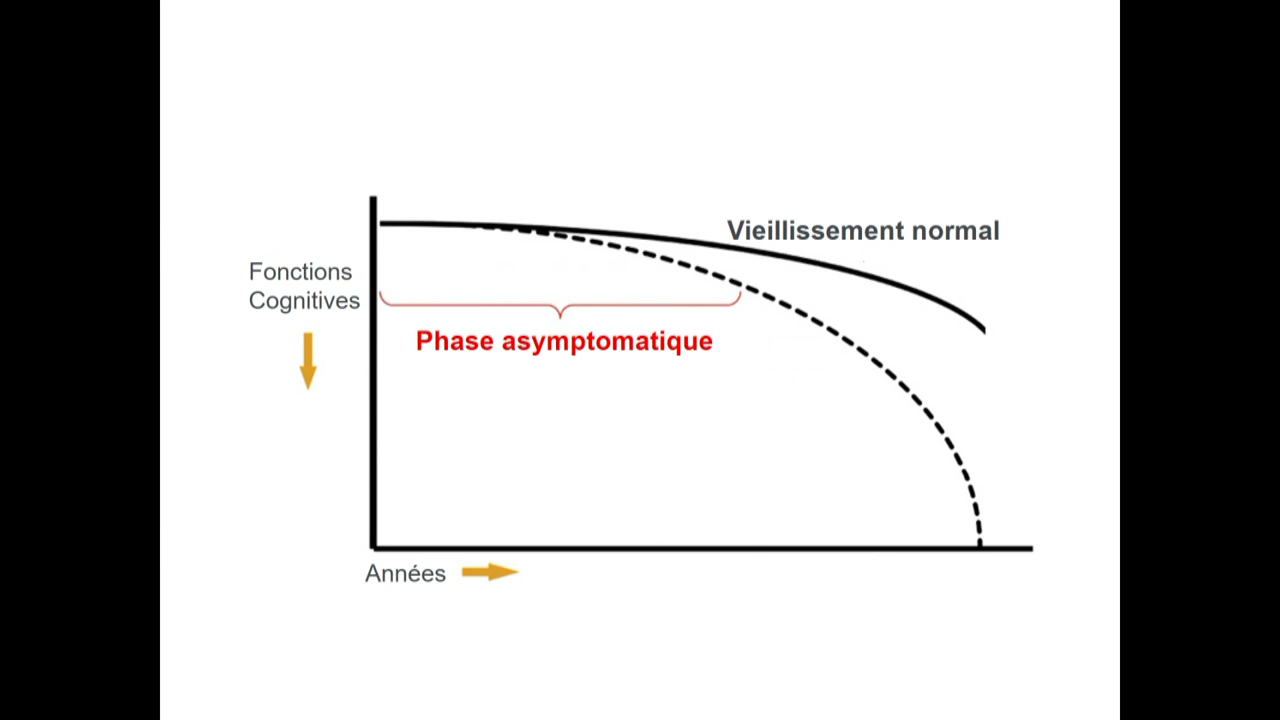 Vieillissement normal
Fonctions
Cognitives
Phase asymptomatique
Années